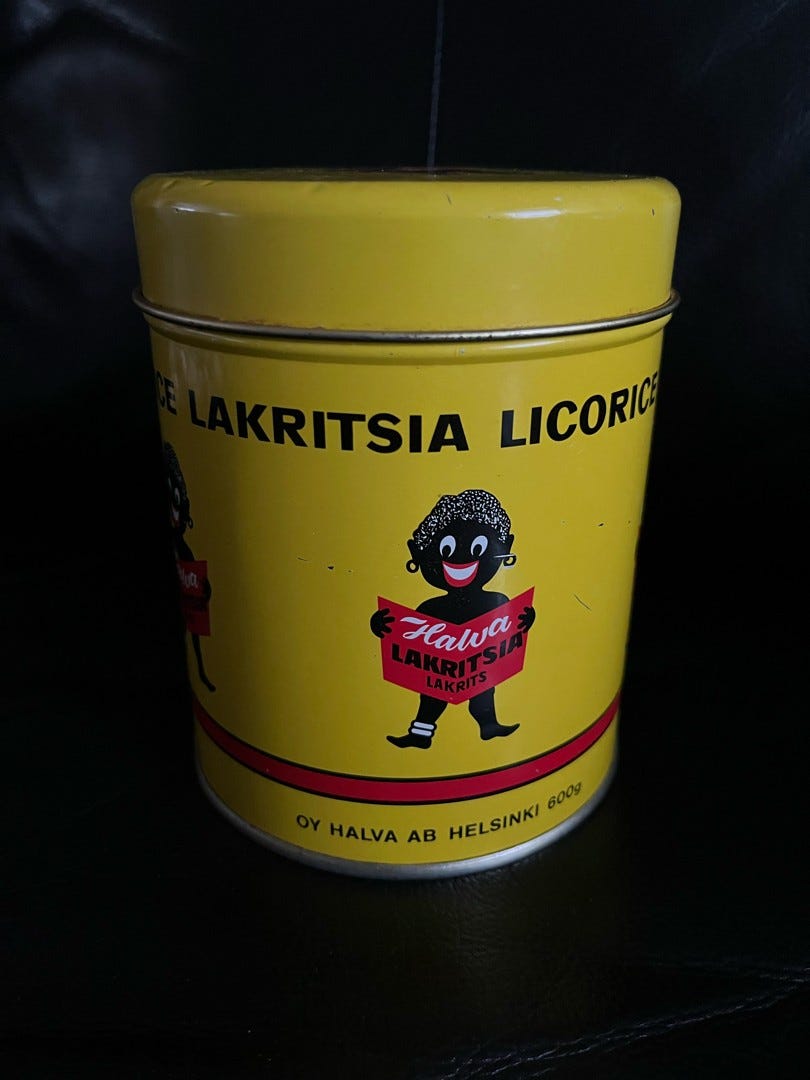 CE LAKRITSIA LICORICE
Halva
LAKRITSIA
LAKRITS
OY HALVA AB HELSINKI 600g